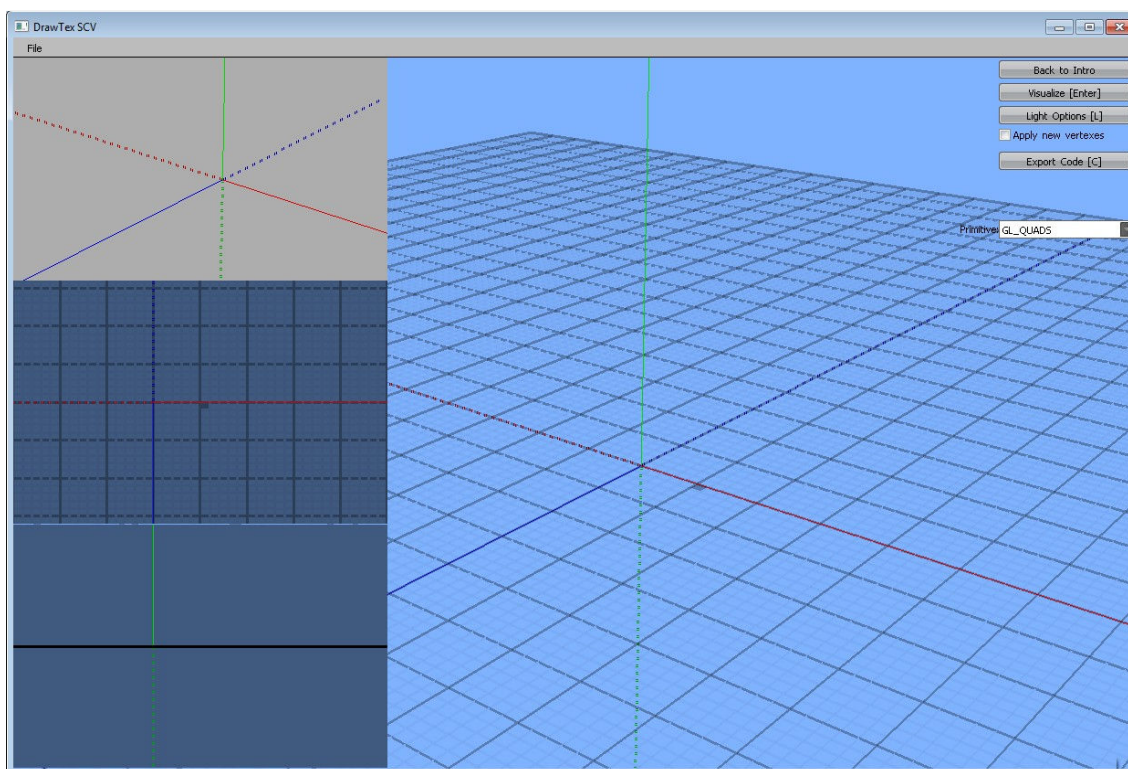 DrawTex SCV
File
Back to Intro
Visualize [Enter]
Light Options [L]
Apply new vertexes
Export Code [C]
Primitive: GL_QUADS